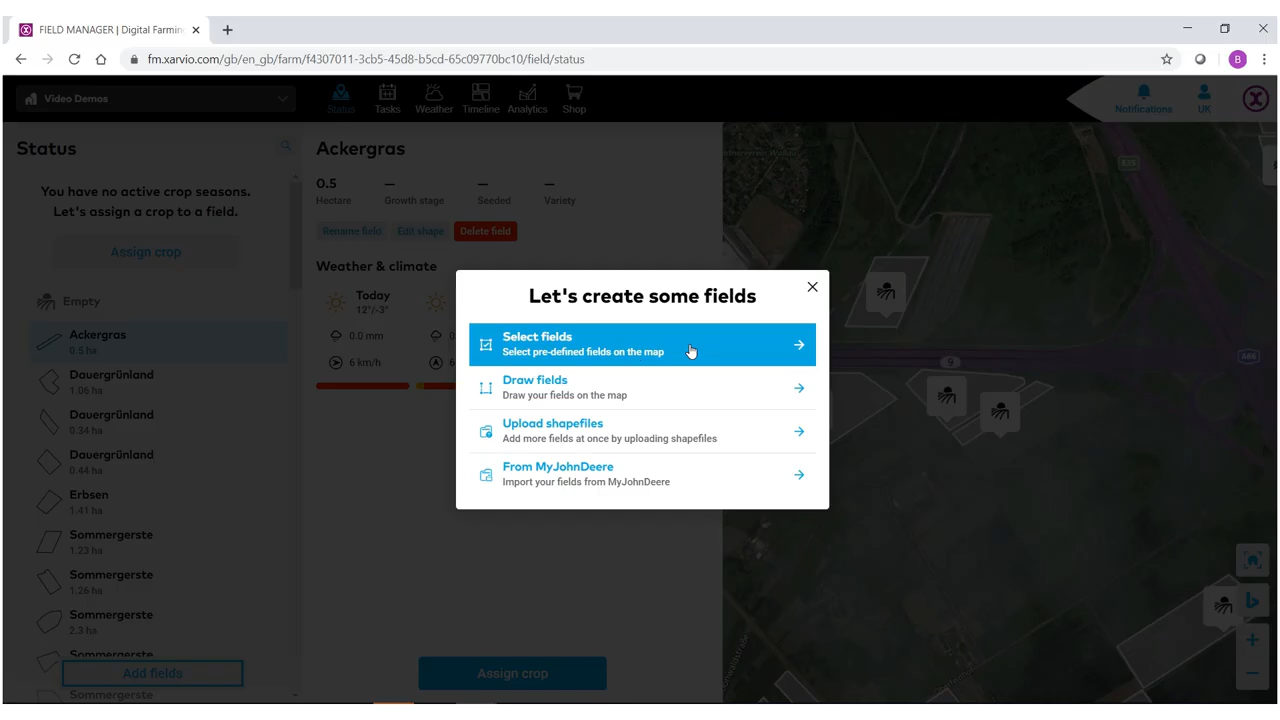 FIELD MANAGER | Digital Farmin
fm.xarvio.com/gb/en_gb/farm/f4307011-3cb5-45d8-b5cd-65c09770bc10/field/status
B
Video Demos
Status
Tasks
Weather
Timeline
Analytics
Shop
Notifications
UK
Status
You have no active crop seasons.
Let's assign a crop to a field.
Assign crop
Empty
Ackergras
0.5 ha
Dauergrünland
1.06 ha
Dauergrünland
0.34 ha
Dauergrünland
0.44 ha
Erbsen
1.41 ha
Sommergerste
1.23 ha
Sommergerste
1.26 ha
Sommergerste
2.3 ha
Sommergerste
Add fields
Sommergerste
Ackergras
0.5
Hectare
—
Growth stage
—
Seeded
—
Variety
Rename field
Edit shape
Delete field
Weather & climate
Today
12°/-3°
0.0 mm
6 km/h
Assign crop
Let's create some fields
Select fields
Select pre-defined fields on the map
Draw fields
Draw your fields on the map
Upload shapefiles
Add more fields at once by uploading shapefiles
From MyJohnDeere
Import your fields from MyJohnDeere
9